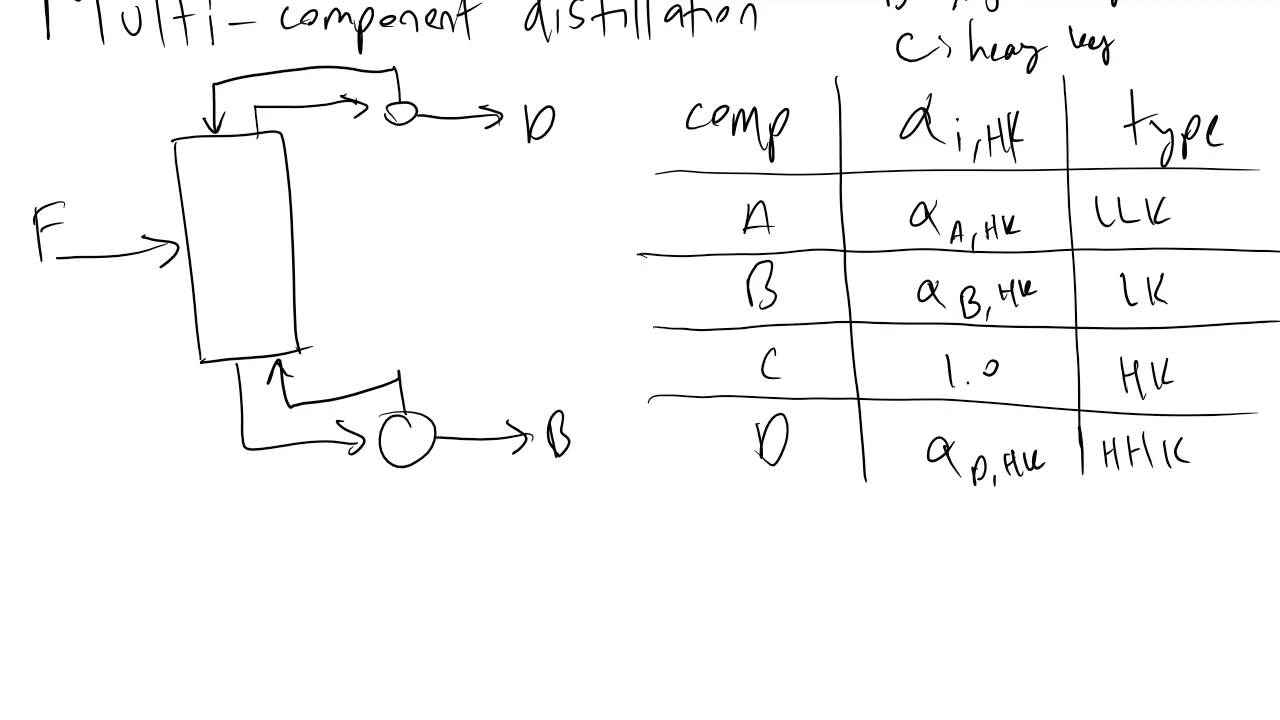 Multi-component distillation
C → heavy key
D
F
B
comp α i,HK type
A α A,HK LLK
B α B,HK LK
C 1.0 HK
D α D,HK HHK